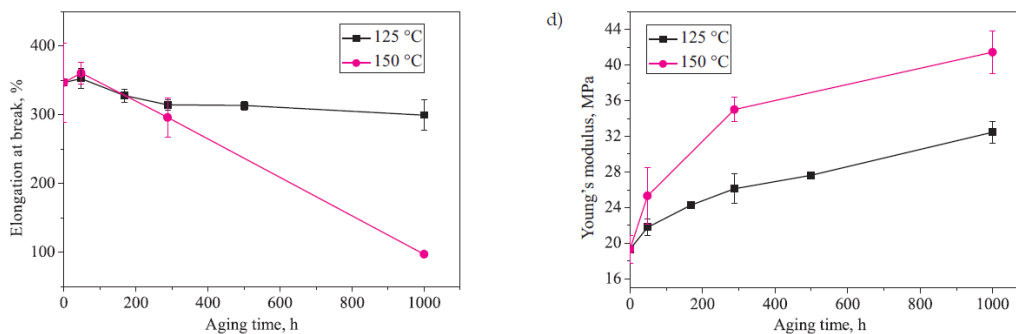 Elongation at break, %
400
300
200
100
0
200
400
600
800
1000
Aging time, h
125 °C
150 °C
d)
Young's modulus, MPa
44
40
36
32
28
24
20
16
0
200
400
600
800
1000
Aging time, h
125 °C
150 °C